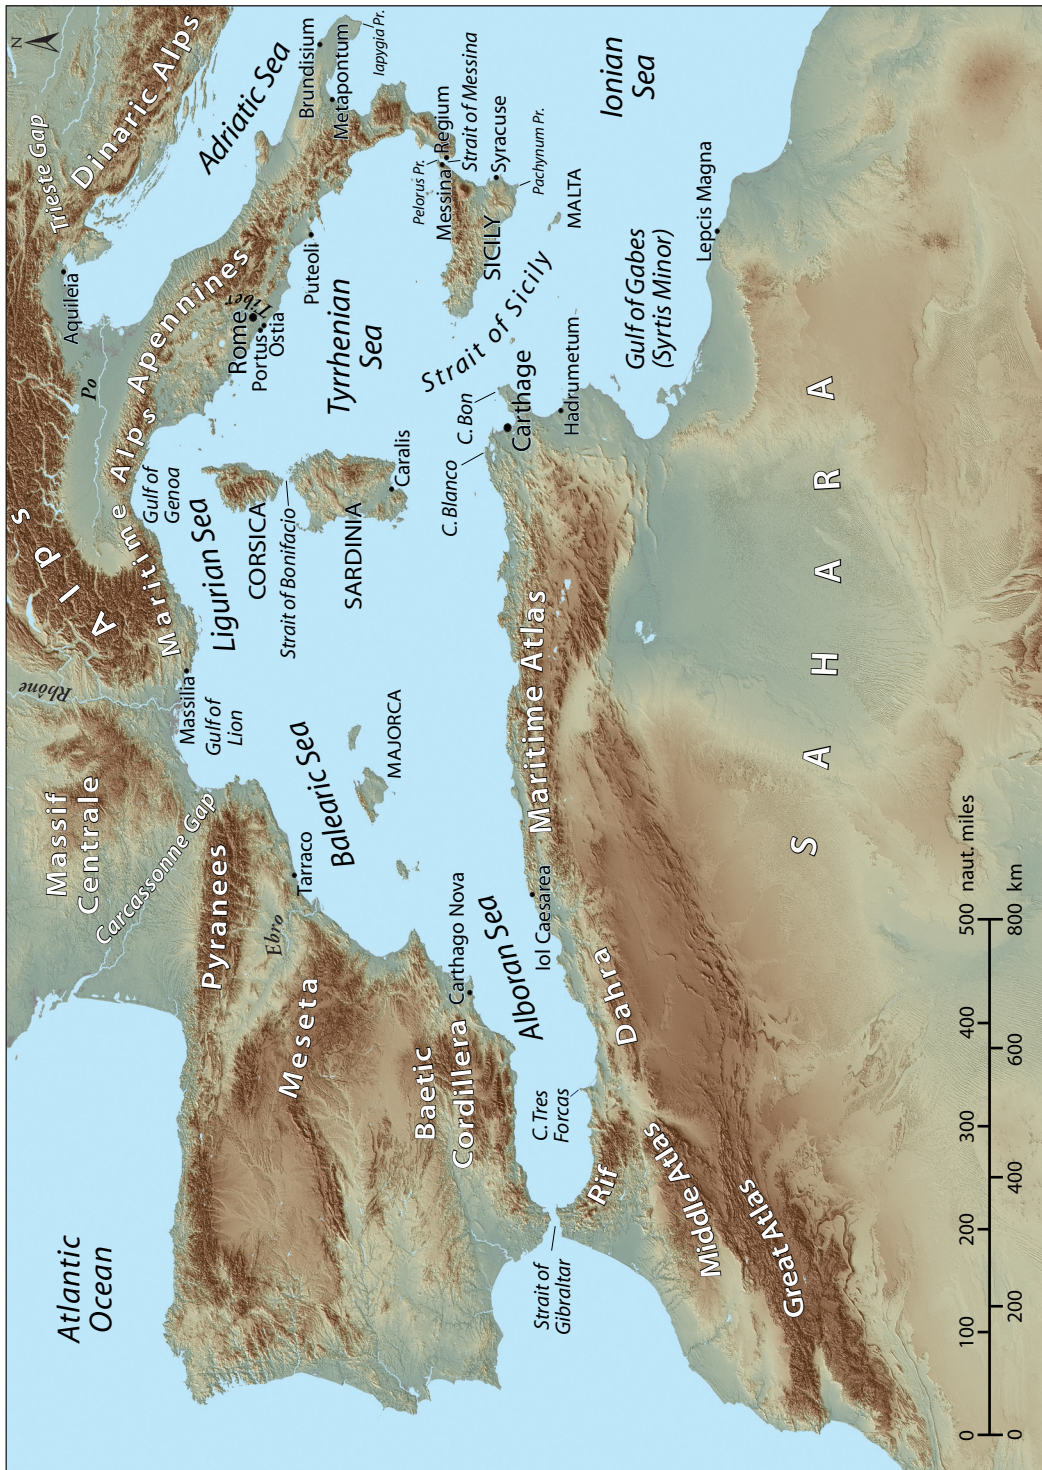 N
Trieste Gap
Dinaric Alps
Adriatic Sea
Brundisium
Metapontum
Iapygia Pr.
Ionian
Sea
Aquileia
Po
Alps
Maritime Alps
Apennines
Rome
Tiber
Portus
Ostia
Puteoli
Tyrrhenian
Sea
Pelorus Pr.
Messina
Regium
Strait of Messina
Syracuse
Pachynum Pr.
SICILY
MALTA
Strait of Sicily
Lepcis Magna
Gulf of Gabes
(Syrtis Minor)
Gulf of
Genoa
Ligurian Sea
CORSICA
Strait of Bonifacio
SARDINIA
Caralis
C. Blanco
C. Bon
Carthage
Hadrumetum
Rhône
Massilia
Gulf of
Lion
Massif
Centrale
Carcassonne Gap
Pyranees
Ebro
Tarraco
Balearic Sea
MAJORCA
Meseta
Carthago Nova
Alboran Sea
Iol Caesarea
Maritime Atlas
SAHARA
Baetic
Cordillera
C. Tres
Forcas
Dahra
Rif
Middle Atlas
Great Atlas
Strait of
Gibraltar
Atlantic
Ocean
0 100 200 300 400 500 naut. miles
0 200 400 600 800 km